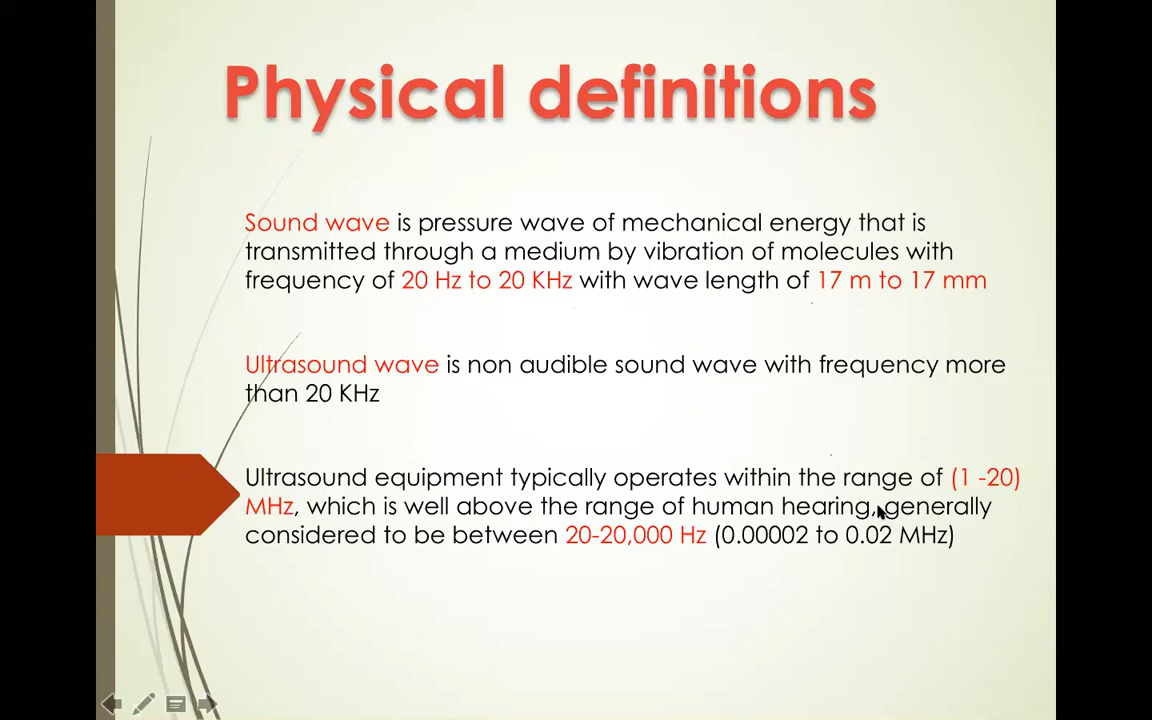 Physical definitions
Sound wave is pressure wave of mechanical energy that is
transmitted through a medium by vibration of molecules with
frequency of 20 Hz to 20 KHz with wave length of 17 m to 17 mm
Ultrasound wave is non audible sound wave with frequency more
than 20 KHz
Ultrasound equipment typically operates within the range of (1 -20)
MHz, which is well above the range of human hearing, generally
considered to be between 20-20,000 Hz (0.00002 to 0.02 MHz)